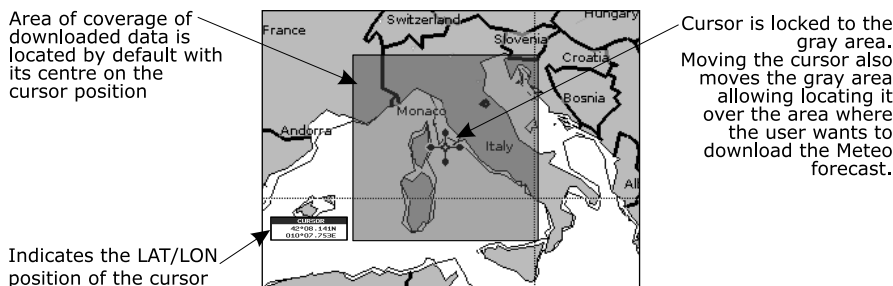 Area of coverage of
downloaded data is
located by default with
its centre on the
cursor position
Indicates the LAT/LON
position of the cursor
France
Switzerland
Hungary
Slovenia
Croatia
Bosnia
Monaco
Andorra
Italy
Al
CURSOR
42°08.141N
010°07.753E
Cursor is locked to the
gray area.
Moving the cursor also
moves the gray area
allowing locating it
over the area where
the user wants to
download the Meteo
forecast.